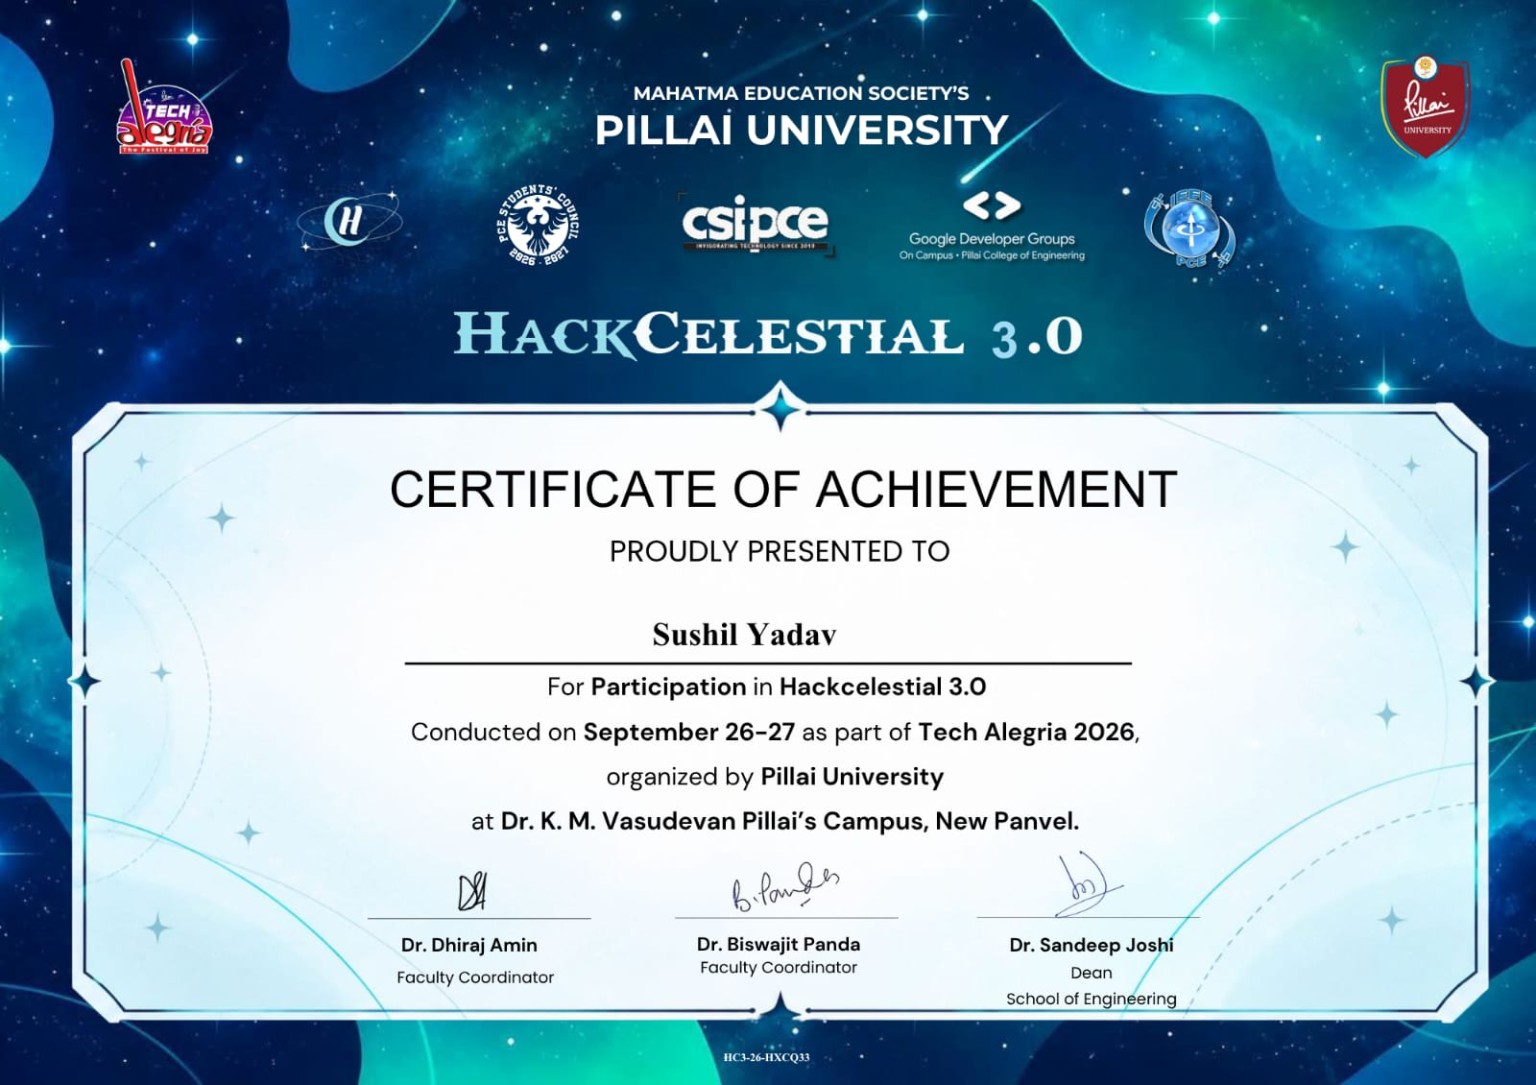 TECH
alegria
The Festival of Joy
MAHATMA EDUCATION SOCIETY'S
PILLAI UNIVERSITY
Pillai
UNIVERSITY
H
PCE STUDENTS' COUNCIL
2026 - 2027
csipce
INVIGORATING TECHNOLOGY SINCE 2019
Google Developer Groups
On Campus • Pillai College of Engineering
IEEE
PCE
HACKCELESTIAL 3.0
CERTIFICATE OF ACHIEVEMENT
PROUDLY PRESENTED TO
Sushil Yadav
For Participation in Hackcelestial 3.0
Conducted on September 26-27 as part of Tech Alegria 2026,
organized by Pillai University
at Dr. K. M. Vasudevan Pillai's Campus, New Panvel.
B. Panda
Dr. Dhiraj Amin
Faculty Coordinator
Dr. Biswajit Panda
Faculty Coordinator
Dr. Sandeep Joshi
Dean
School of Engineering
HC3-26-HXCQ33